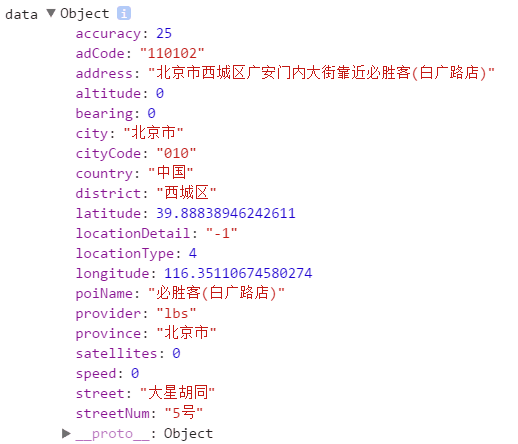 data ▼Object i
accuracy: 25
adCode: "110102"
address: "北京市西城区广安门内大街靠近必胜客(白广路店)"
altitude: 0
bearing: 0
city: "北京市"
cityCode: "010"
country: "中国"
district: "西城区"
latitude: 39.88838946242611
locationDetail: "-1"
locationType: 4
longitude: 116.35110674580274
poiName: "必胜客(白广路店)"
provider: "lbs"
province: "北京市"
satellites: 0
speed: 0
street: "大星胡同"
streetNum: "5号"
▶__proto__: Object